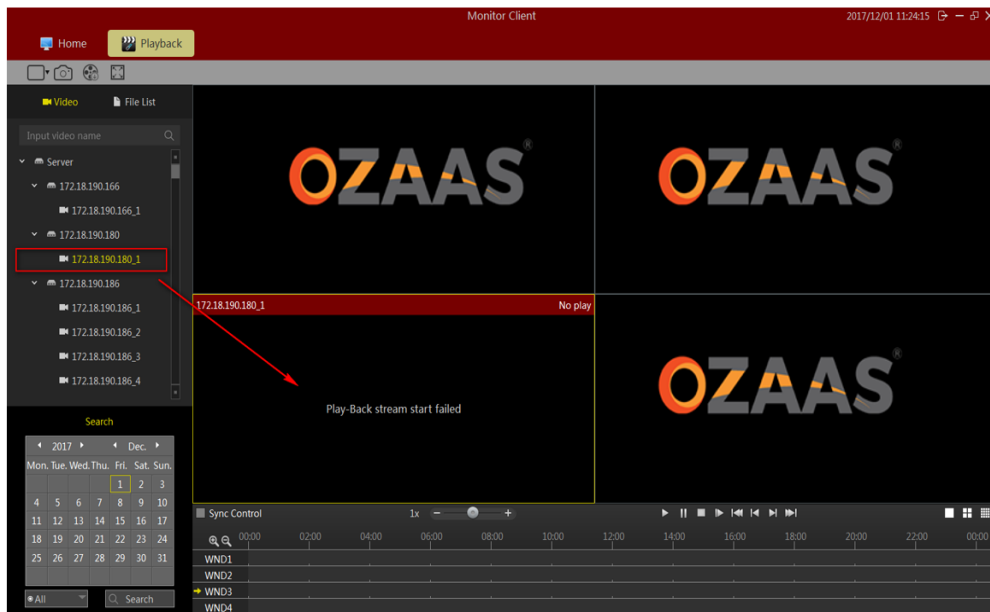 Monitor Client
2017/12/01 11:24:15
Home
Playback
Video
File List
Input video name
Server
172.18.190.166
172.18.190.166_1
172.18.190.180
172.18.190.180_1
172.18.190.186
172.18.190.186_1
172.18.190.186_2
172.18.190.186_3
172.18.190.186_4
OZAAS®
OZAAS®
172.18.190.180_1 No play
Play-Back stream start failed
OZAAS®
Search
2017 Dec.
Mon. Tue. Wed. Thu. Fri. Sat. Sun.
1 2 3
4 5 6 7 8 9 10
11 12 13 14 15 16 17
18 19 20 21 22 23 24
25 26 27 28 29 30 31
All
Search
Sync Control
1x
00:00 02:00 04:00 06:00 08:00 10:00 12:00 14:00 16:00 18:00 20:00 22:00 00:00
WND1
WND2
WND3
WND4